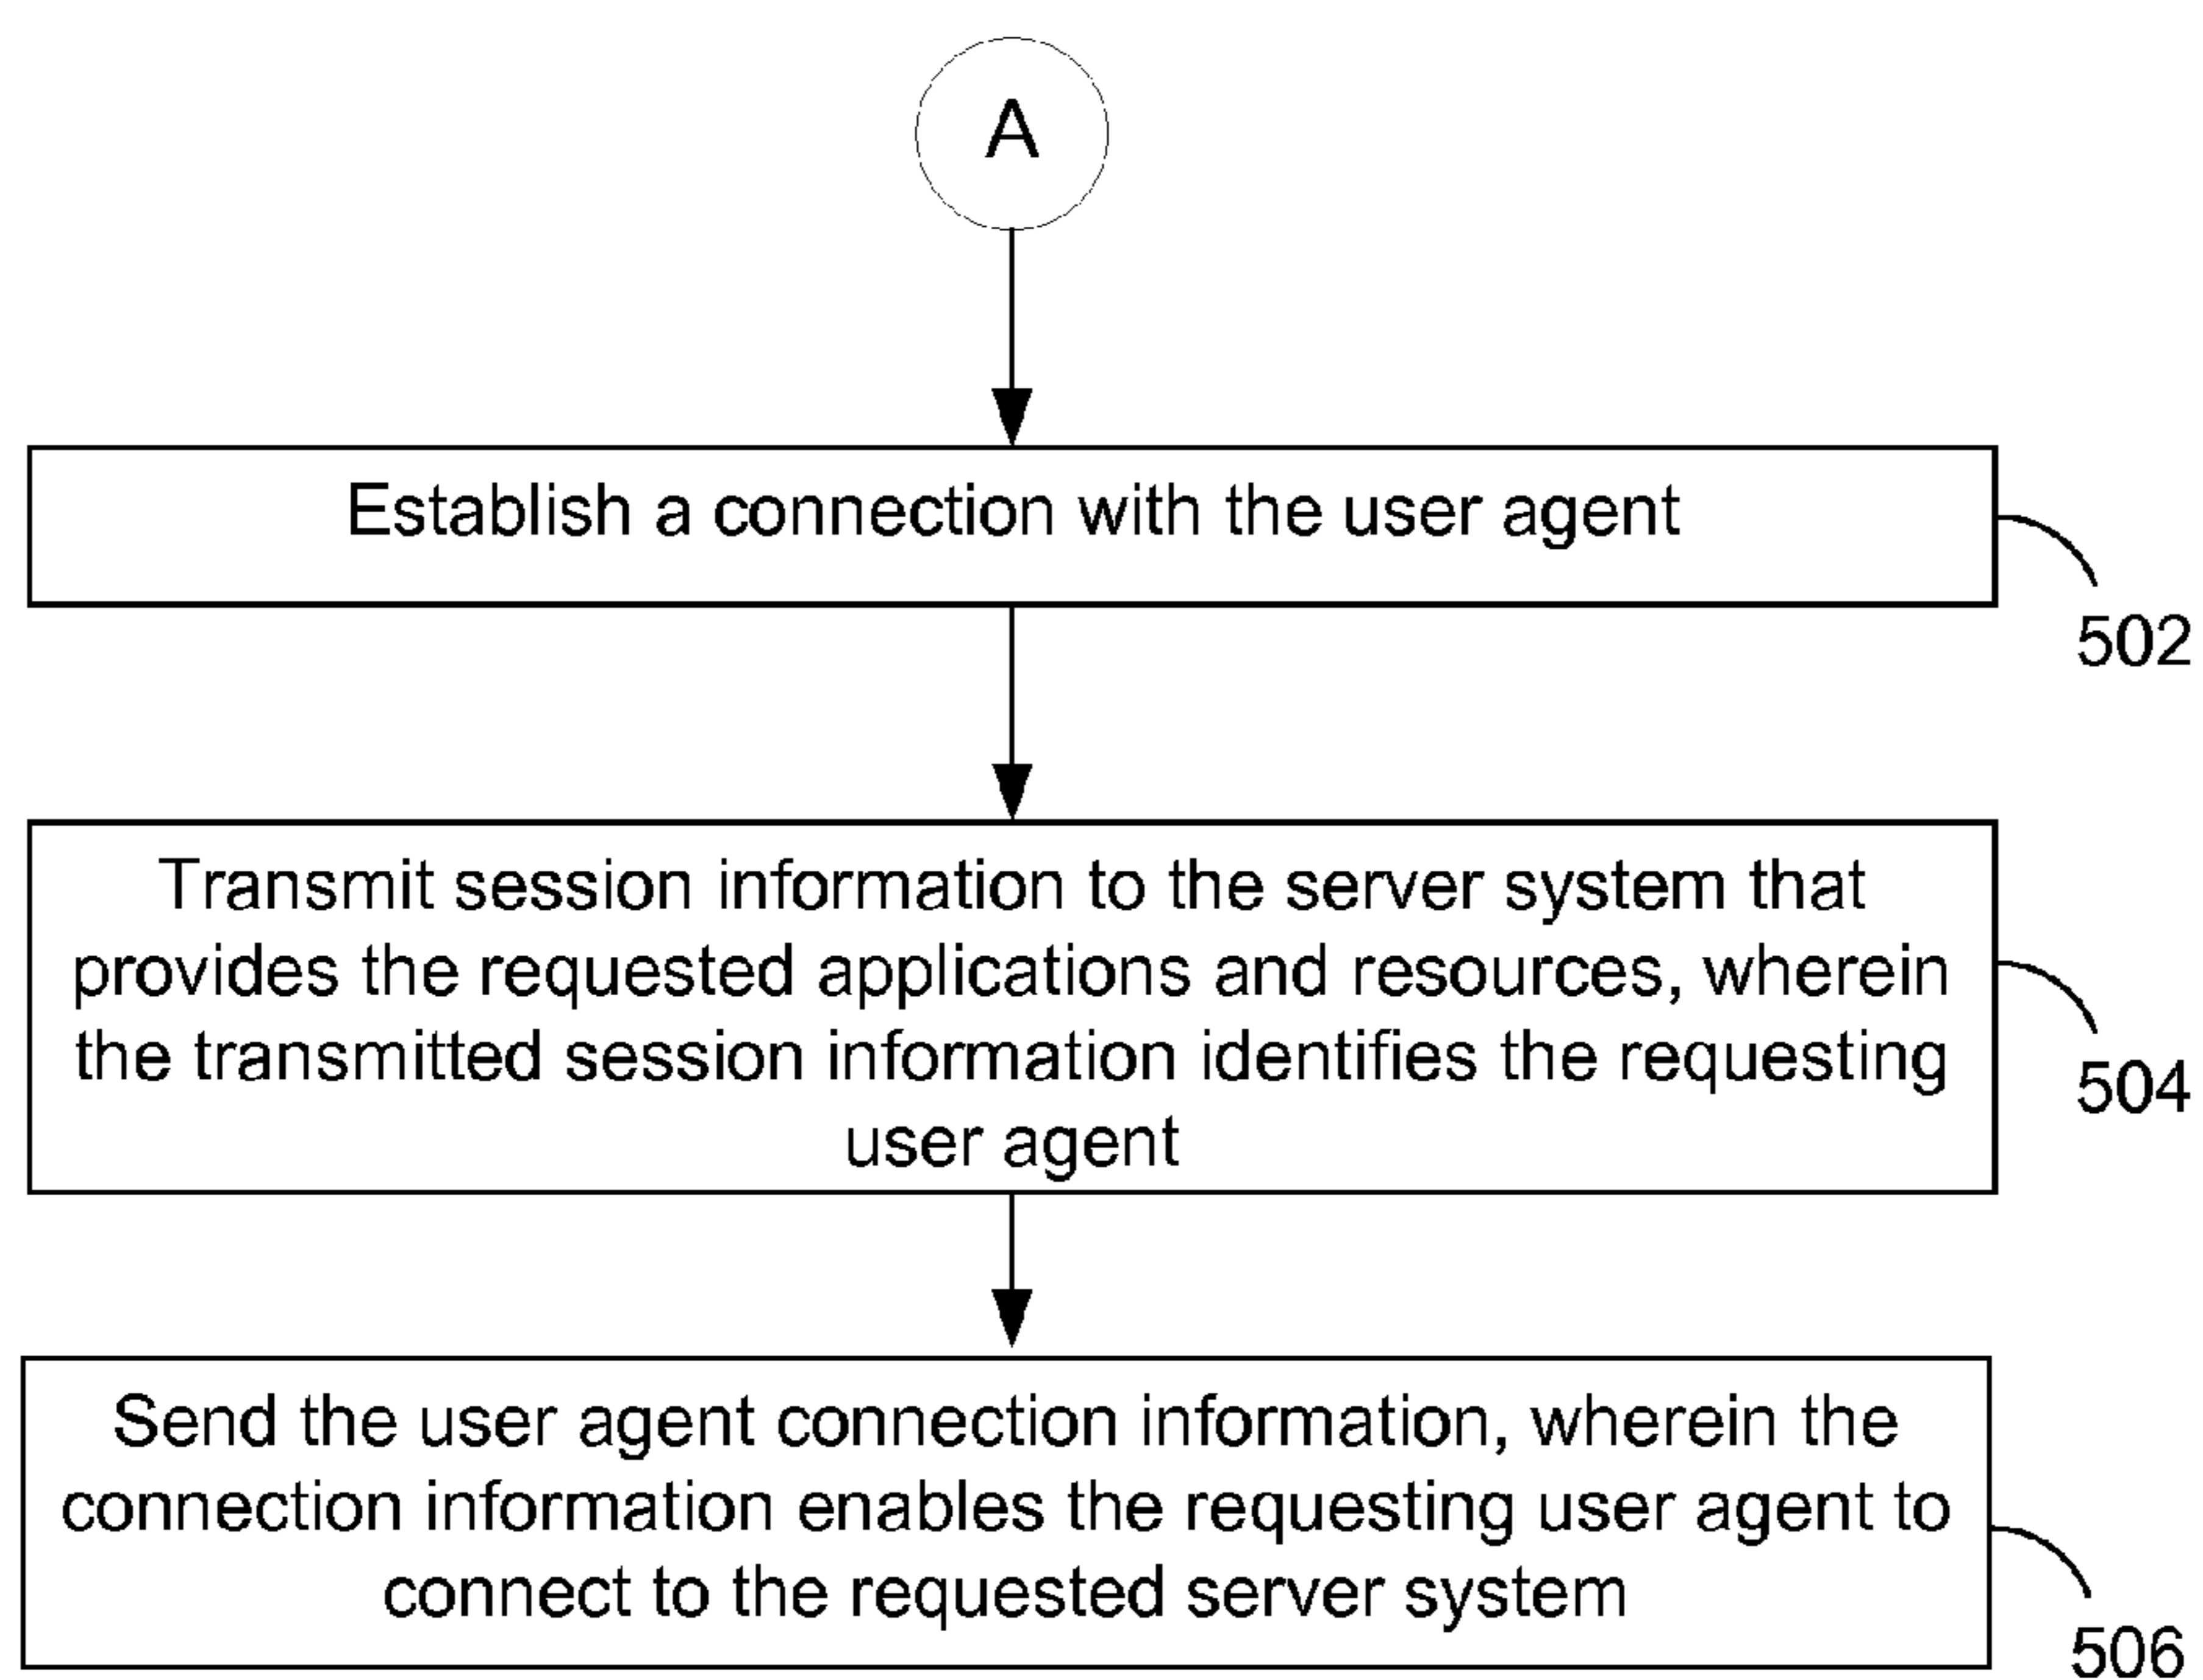 A
Establish a connection with the user agent
502
Transmit session information to the server system that
provides the requested applications and resources, wherein
the transmitted session information identifies the requesting
user agent
504
Send the user agent connection information, wherein the
connection information enables the requesting user agent to
connect to the requested server system
506